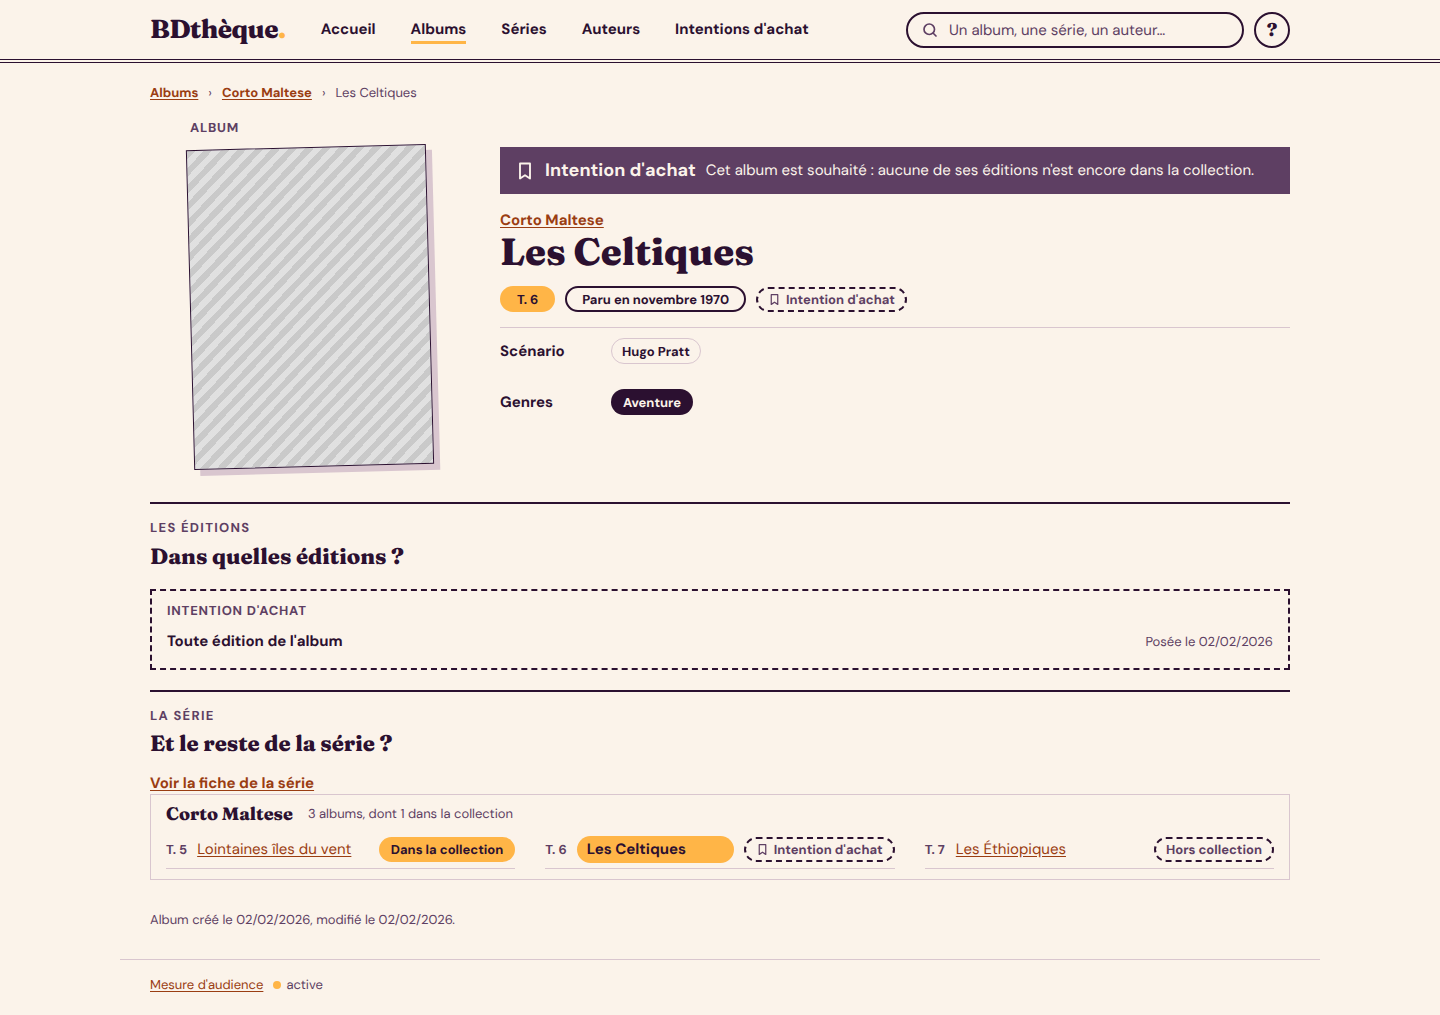 BDthèque.
Accueil
Albums
Séries
Auteurs
Intentions d'achat
Un album, une série, un auteur...
?
Albums › Corto Maltese › Les Celtiques
ALBUM
Intention d'achat Cet album est souhaité : aucune de ses éditions n'est encore dans la collection.
Corto Maltese
Les Celtiques
T. 6
Paru en novembre 1970
Intention d'achat
Scénario Hugo Pratt
Genres Aventure
LES ÉDITIONS
Dans quelles éditions ?
INTENTION D'ACHAT
Toute édition de l'album Posée le 02/02/2026
LA SÉRIE
Et le reste de la série ?
Voir la fiche de la série
Corto Maltese 3 albums, dont 1 dans la collection
T. 5 Lointaines îles du vent Dans la collection
T. 6 Les Celtiques Intention d'achat
T. 7 Les Éthiopiques Hors collection
Album créé le 02/02/2026, modifié le 02/02/2026.
Mesure d'audience active